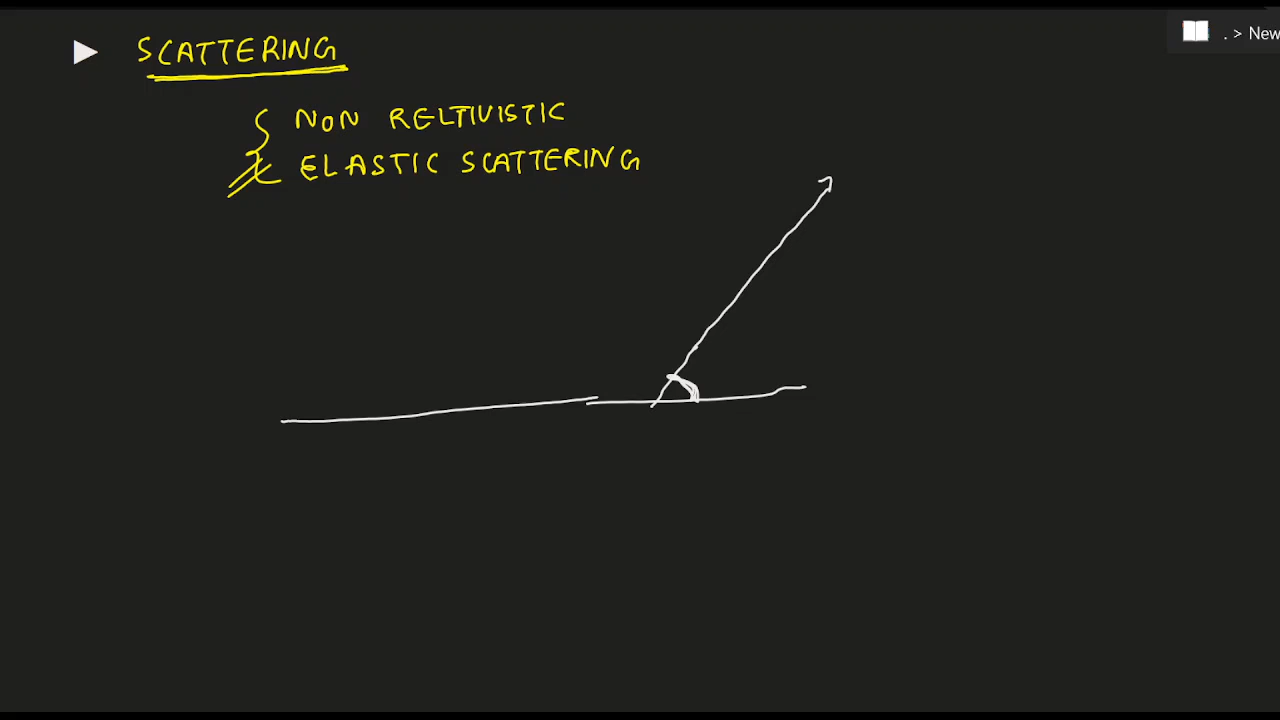 . > New
SCATTERING
NON RELTIVISTIC
ELASTIC SCATTERING